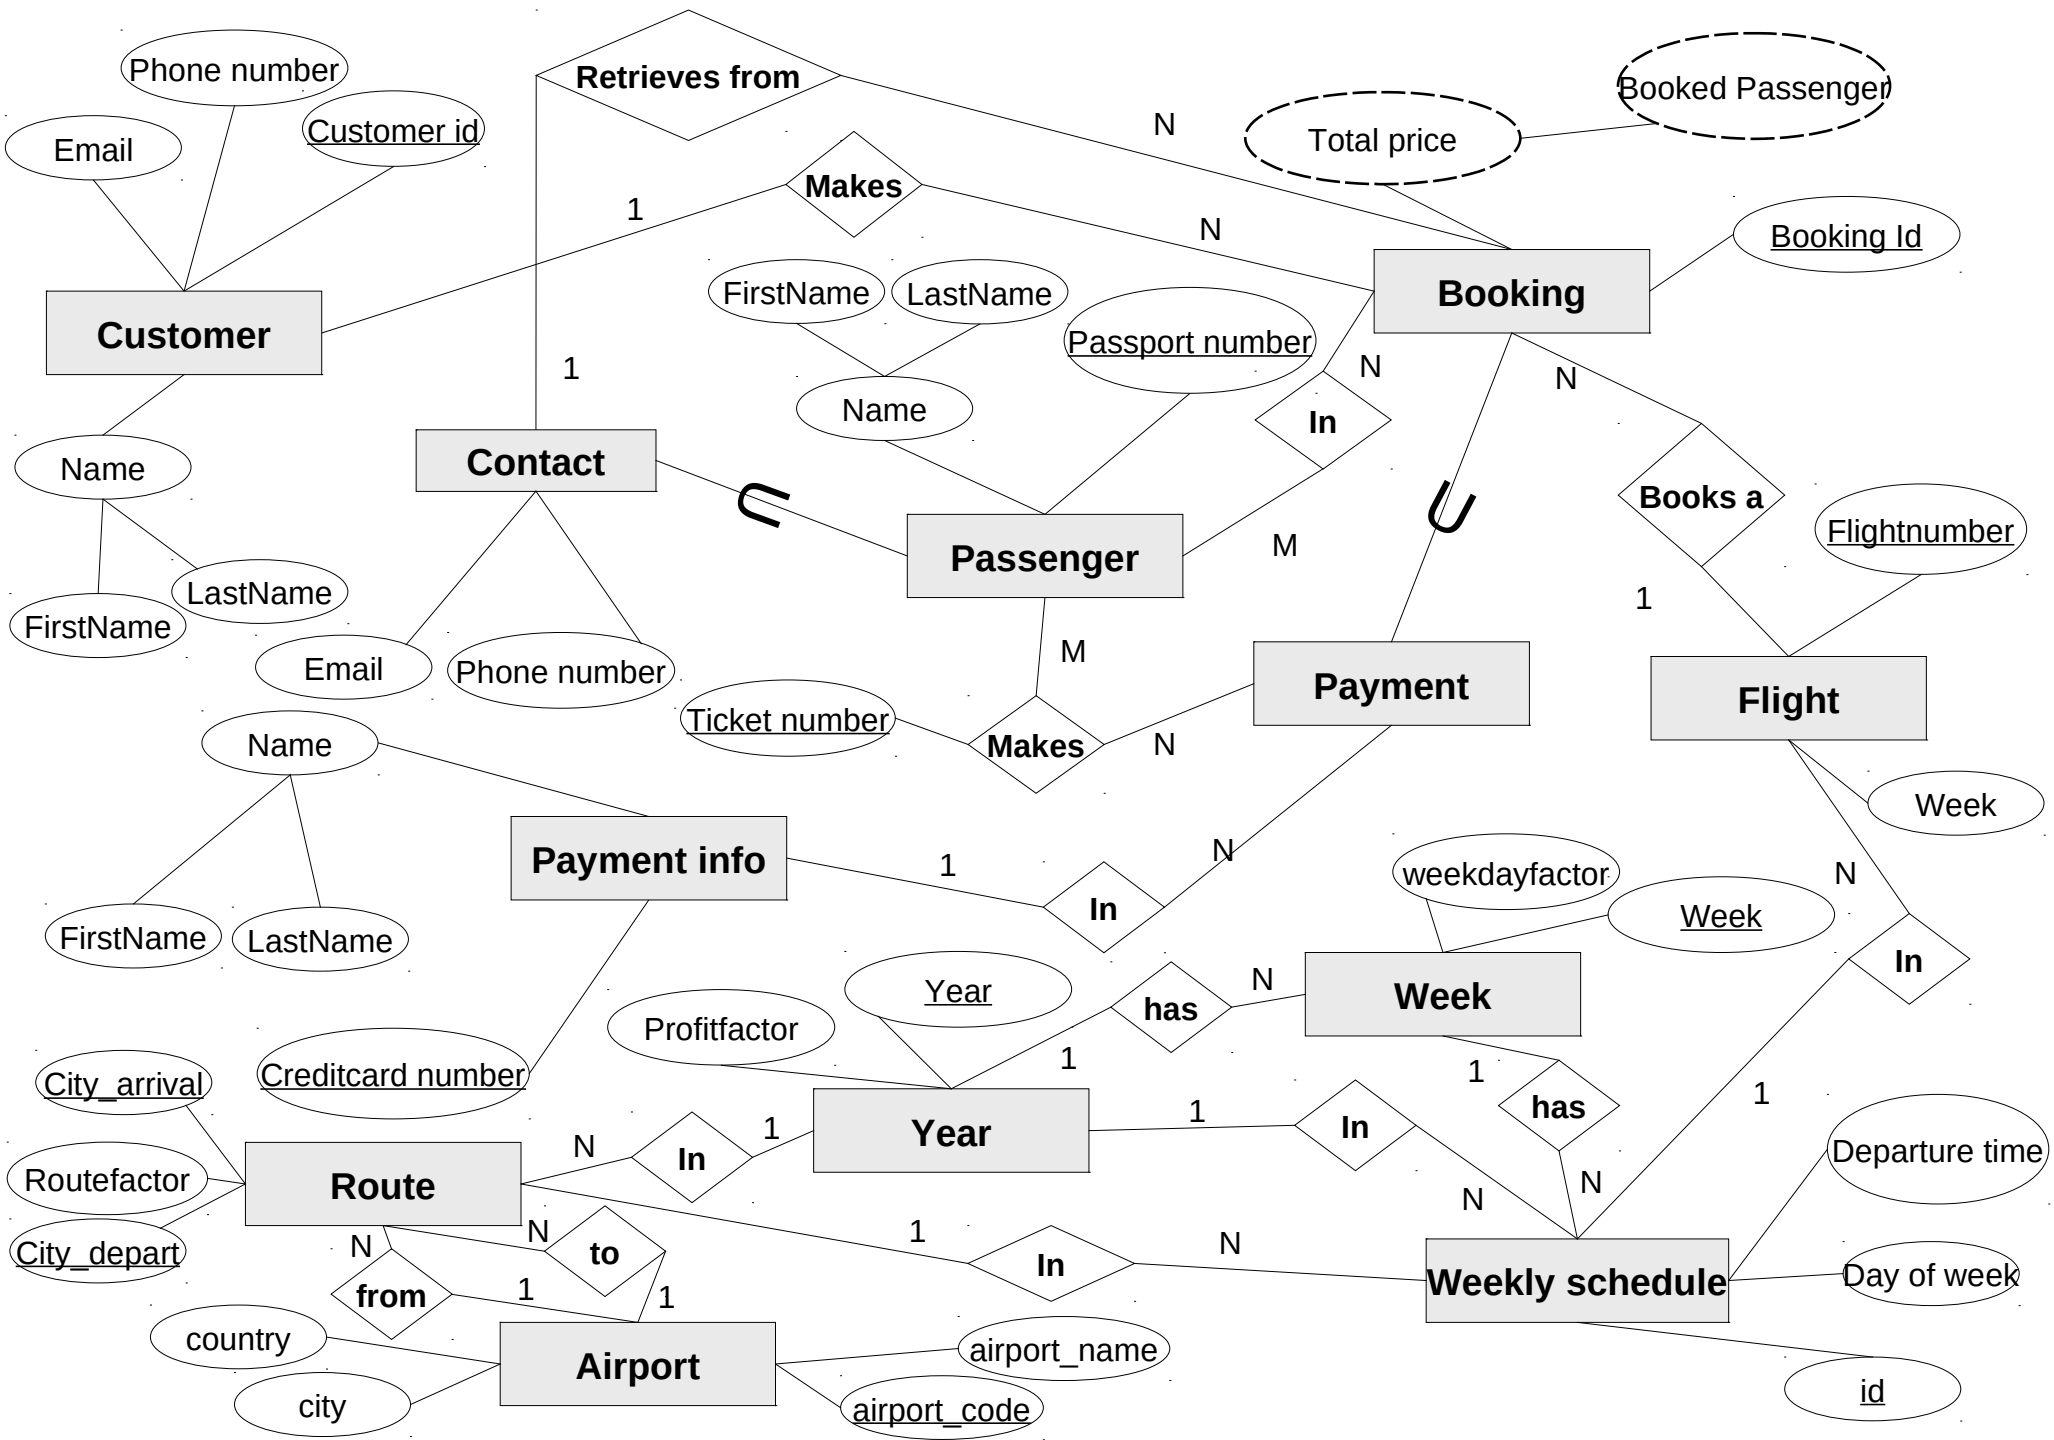 Phone number
Retrieves from
Booked Passenger
Customer id
Email
N
Total price
Makes
1
N
Booking Id
FirstName
LastName
Booking
Customer
Passport number
1
N
N
Name
In
Contact
Name
Books a
Flightnumber
Passenger
M
LastName
1
FirstName
M
Email
Phone number
Payment
Flight
Ticket number
Name
Makes
N
Week
Payment info
1
N
weekdayfactor
N
In
Week
FirstName
LastName
In
Year
has
N
Week
Profitfactor
1
1
1
City_arrival
Creditcard number
1
In
has
Departure time
N
1
Year
In
Routefactor
Route
N
N
1
N
N
City_depart
N
to
In
Day of week
from
1
1
Weekly schedule
country
Airport
airport_name
city
airport_code
id